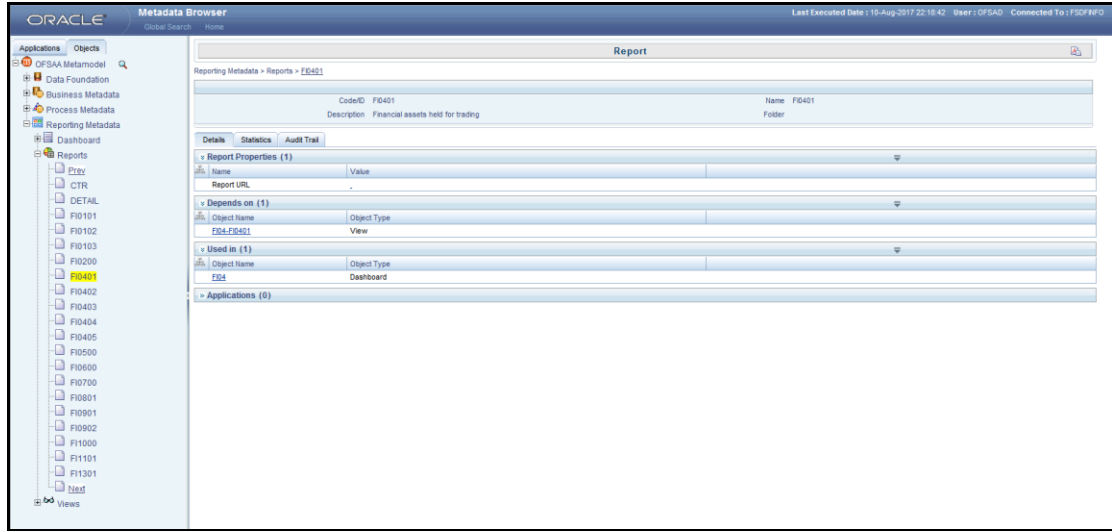 ORACLE
Metadata Browser
Global Search Home
Last Executed Date : 10-Aug-2017 22:18:42 User : OFSAD Connected To : FSDFINFO
Applications Objects
OFSAA Metamodel
Data Foundation
Business Metadata
Process Metadata
Reporting Metadata
Dashboard
Reports
Prev
CTR
DETAIL
FI0101
FI0102
FI0103
FI0200
FI0401
FI0402
FI0403
FI0404
FI0405
FI0500
FI0600
FI0700
FI0801
FI0901
FI0902
FI1000
FI1101
FI1301
Next
Views
Report
Reporting Metadata > Reports > FI0401
Code/ID FI0401 Name FI0401
Description Financial assets held for trading Folder
Details Statistics Audit Trail
Report Properties (1)
Name Value
Report URL .
Depends on (1)
Object Name Object Type
FI04-FI0401 View
Used in (1)
Object Name Object Type
FI04 Dashboard
Applications (0)